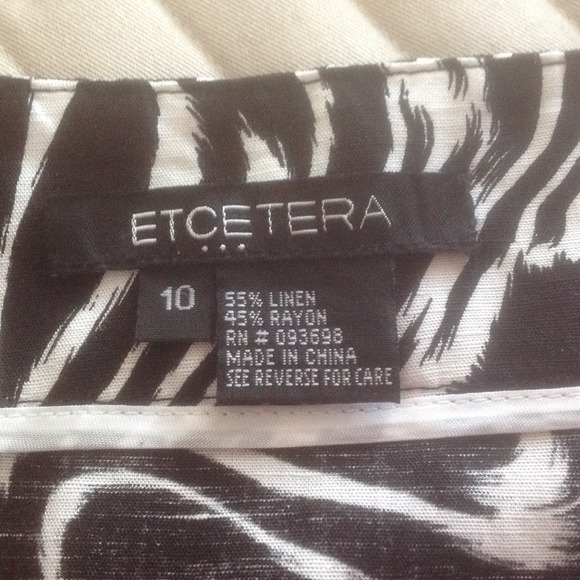 ETCETERA
...
10
55% LINEN
45% RAYON
RN # 093698
MADE IN CHINA
SEE REVERSE FOR CARE